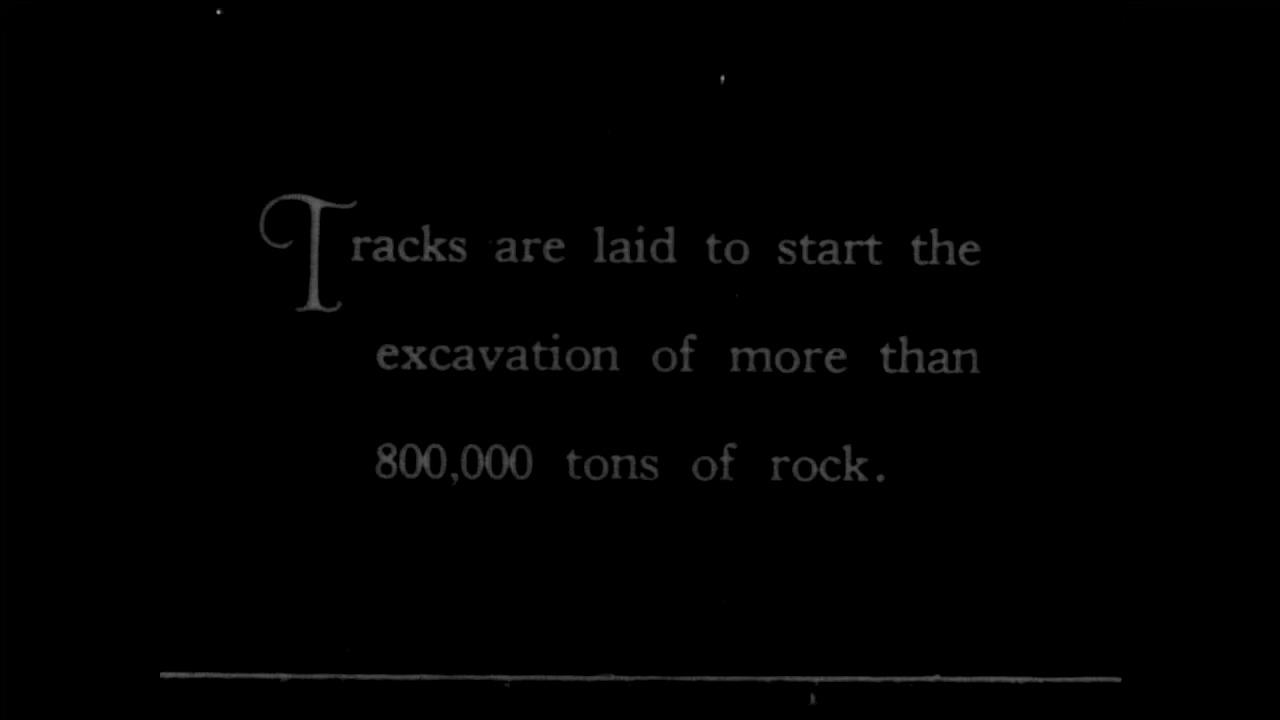 Tracks are laid to start the
excavation of more than
800,000 tons of rock.